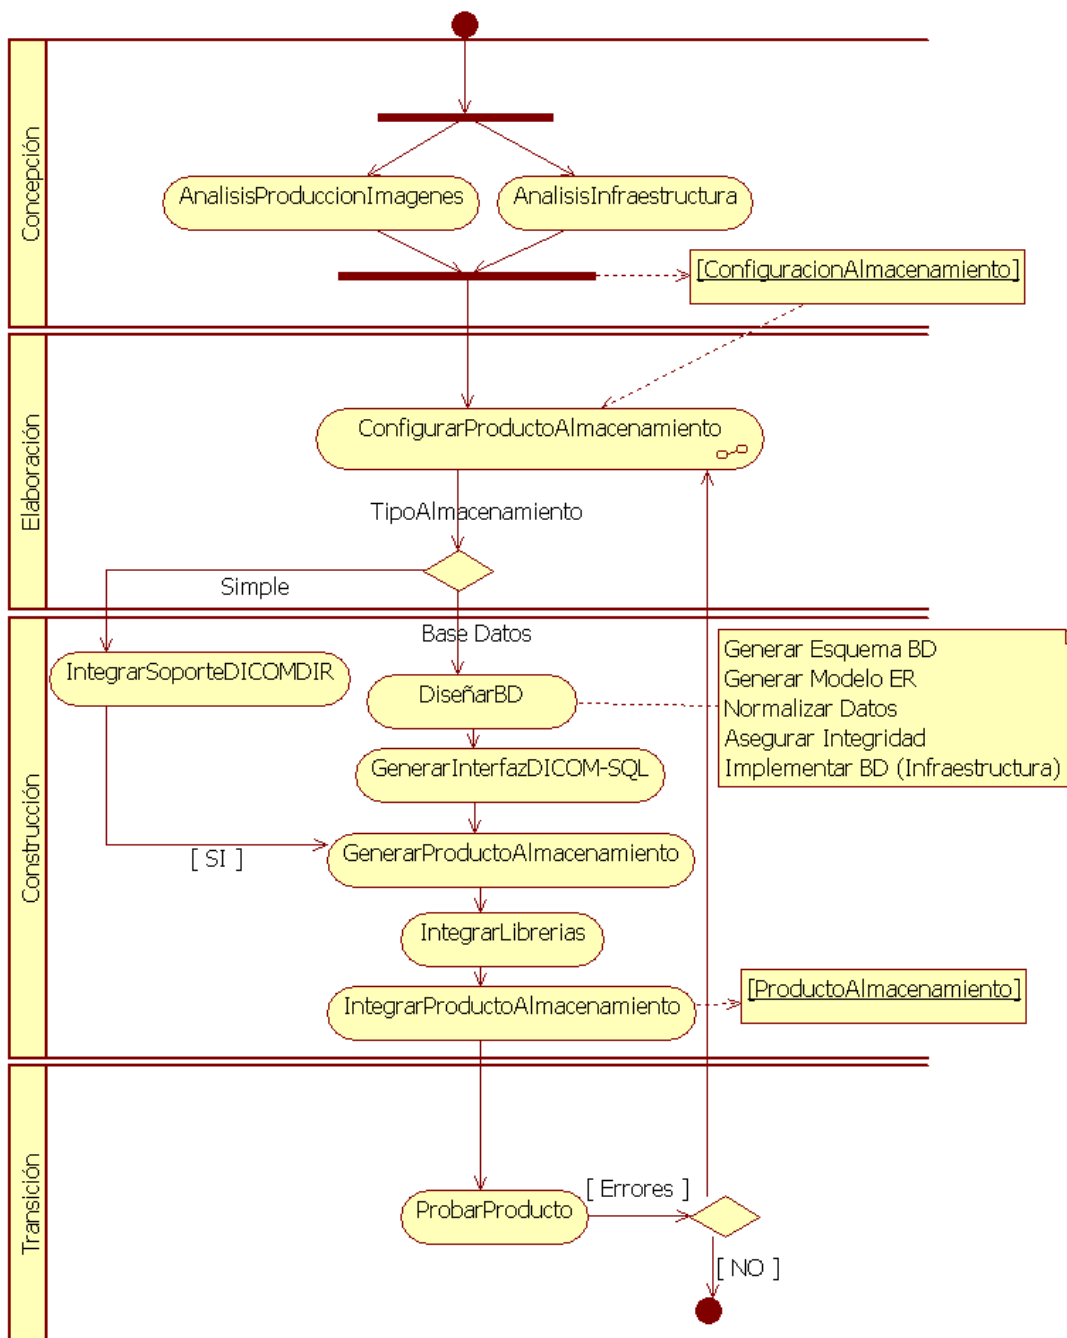 Concepción
AnalisisProduccionImagenes
AnalisisInfraestructura
[ConfiguracionAlmacenamiento]
Elaboración
ConfigurarProductoAlmacenamiento
TipoAlmacenamiento
Simple
Base Datos
Construcción
IntegrarSoporteDICOMDIR
DiseñarBD
Generar Esquema BD
Generar Modelo ER
Normalizar Datos
Asegurar Integridad
Implementar BD (Infraestructura)
GenerarInterfazDICOM-SQL
[ SI ]
GenerarProductoAlmacenamiento
IntegrarLibrerias
IntegrarProductoAlmacenamiento
[ProductoAlmacenamiento]
Transición
ProbarProducto
[ Errores ]
[ NO ]